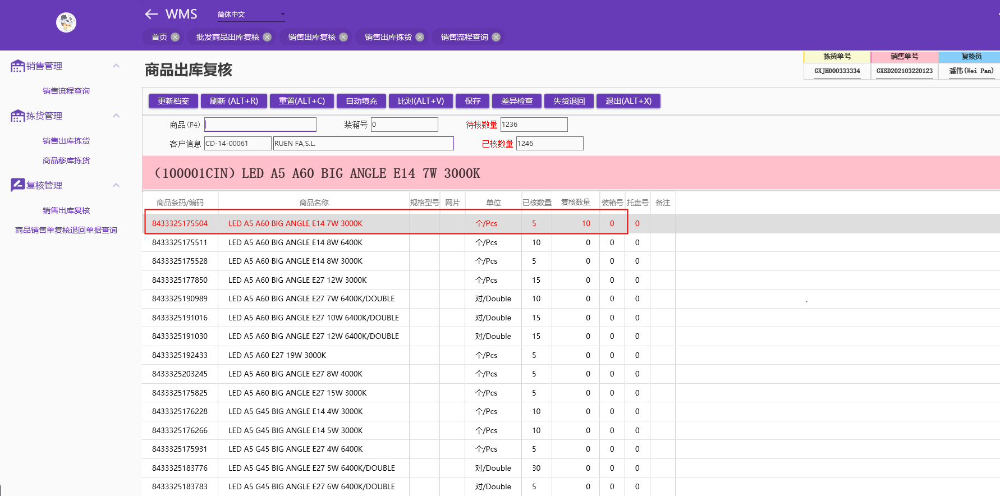 WMS 简体中文
首页 批发商品出库复核 销售出库复核 销售出库拣货 销售流程查询
销售管理
销售流程查询
拣货管理
销售出库拣货
商品移库拣货
复核管理
销售出库复核
商品销售单复核退回单据查询
商品出库复核
拣货单号 销售单号 复核员
GXJH000333334 GXSD202103220123 潘伟(Wei Pan)
更新档案 刷新 (ALT+R) 重置(ALT+C) 自动填充 比对(ALT+V) 保存 差异检查 失货退回 退出(ALT+X)
商品(F4) 装箱号 0 待核数量 1236
客户信息 CD-14-00061 RUEN FA,S.L. 已核数量 1246
（100001CIN）LED A5 A60 BIG ANGLE E14 7W 3000K
商品条码/编码 商品名称 规格型号 网片 单位 已核数量 复核数量 装箱号 托盘号 备注
8433325175504 LED A5 A60 BIG ANGLE E14 7W 3000K 个/Pcs 5 10 0 0
8433325175511 LED A5 A60 BIG ANGLE E14 8W 6400K 个/Pcs 10 0 0 0
8433325175528 LED A5 A60 BIG ANGLE E14 8W 3000K 个/Pcs 5 0 0 0
8433325177850 LED A5 A60 BIG ANGLE E27 12W 3000K 个/Pcs 15 0 0 0
8433325190989 LED A5 A60 BIG ANGLE E27 7W 6400K/DOUBLE 对/Double 10 0 0 0
8433325191016 LED A5 A60 BIG ANGLE E27 10W 6400K/DOUBLE 对/Double 15 0 0 0
8433325191030 LED A5 A60 BIG ANGLE E27 12W 6400K/DOUBLE 对/Double 15 0 0 0
8433325192433 LED A5 A60 E27 19W 3000K 个/Pcs 5 0 0 0
8433325203245 LED A5 A60 BIG ANGLE E27 8W 4000K 个/Pcs 5 0 0 0
8433325175825 LED A5 A60 BIG ANGLE E27 15W 3000K 个/Pcs 5 0 0 0
8433325176228 LED A5 G45 BIG ANGLE E14 4W 3000K 个/Pcs 10 0 0 0
8433325176266 LED A5 G45 BIG ANGLE E14 5W 3000K 个/Pcs 10 0 0 0
8433325175931 LED A5 G45 BIG ANGLE E27 4W 6400K 个/Pcs 5 0 0 0
8433325183776 LED A5 G45 BIG ANGLE E27 5W 6400K/DOUBLE 对/Double 30 0 0 0
8433325183783 LED A5 G45 BIG ANGLE E27 6W 6400K/DOUBLE 对/Double 5 0 0 0